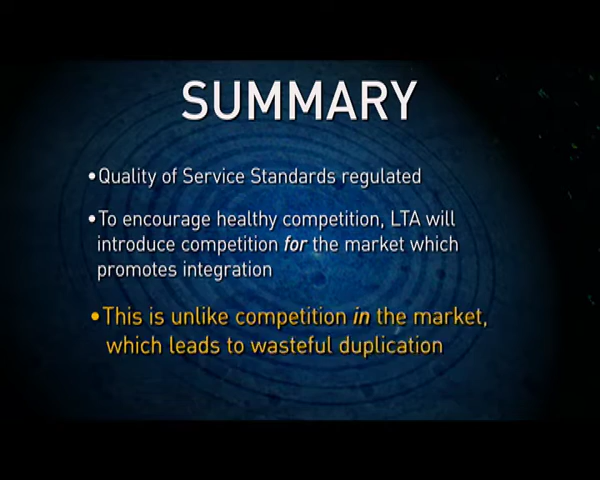 SUMMARY
•Quality of Service Standards regulated
•To encourage healthy competition, LTA will
introduce competition for the market which
promotes integration
•This is unlike competition in the market,
which leads to wasteful duplication